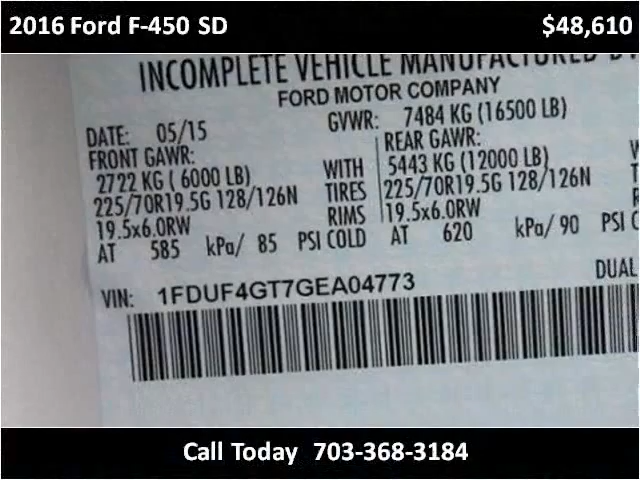 2016 Ford F-450 SD $48,610
INCOMPLETE VEHICLE MANUFACTURED
FORD MOTOR COMPANY
DATE: 05/15 GVWR: 7484 KG (16500 LB)
FRONT GAWR: REAR GAWR:
2722 KG ( 6000 LB) WITH 5443 KG (12000 LB)
225/70R19.5G 128/126N TIRES 225/70R19.5G 128/126N
19.5x6.0RW RIMS 19.5x6.0RW
AT 585 kPa/ 85 PSI COLD AT 620 kPa/ 90 PSI
VIN: 1FDUF4GT7GEA04773 DUAL
Call Today 703-368-3184